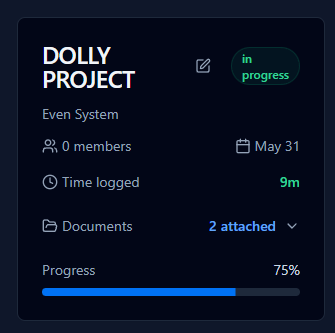 DOLLY
PROJECT
in
progress
Even System
0 members
May 31
Time logged
9m
Documents
2 attached
Progress
75%